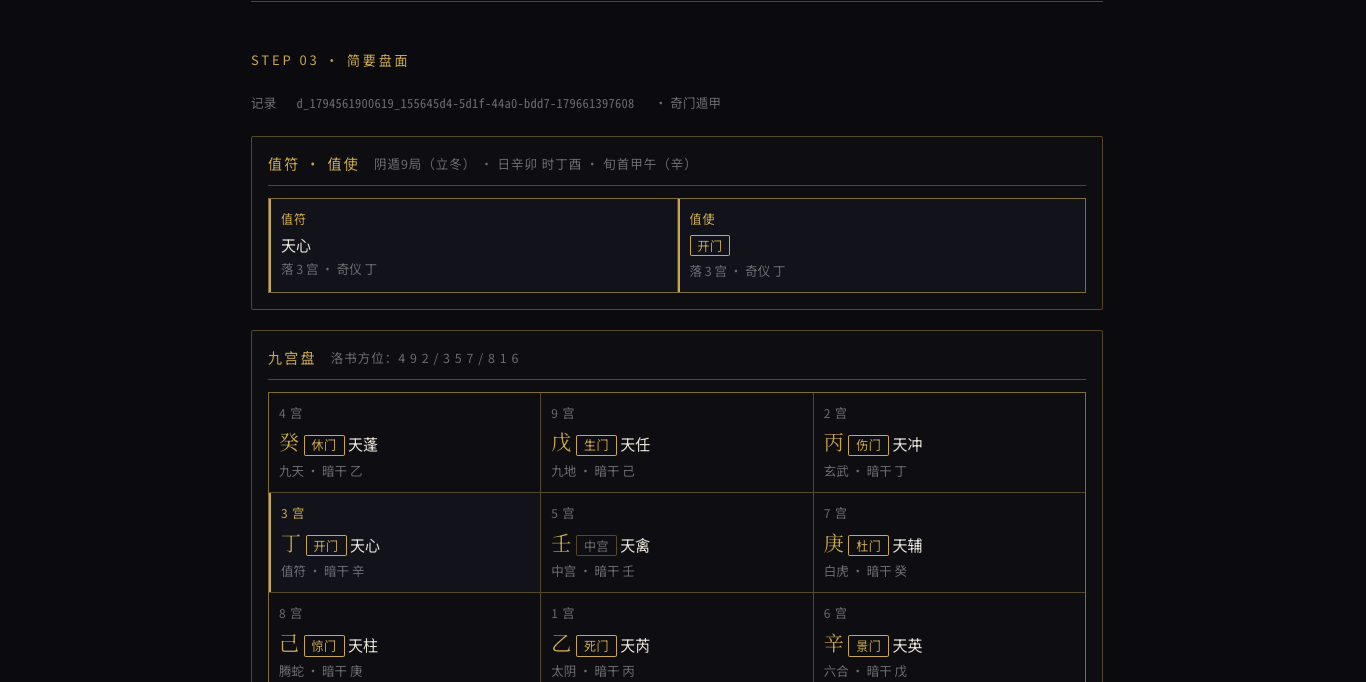 STEP 03 · 简要盘面
记录 d_1794561900619_155645d4-5d1f-44a0-bdd7-179661397608 · 奇门遁甲
值符 · 值使 阴遁9局（立冬） · 日辛卯 时丁酉 · 旬首甲午（辛）
值符
天心
落 3 宫 · 奇仪 丁
值使
开门
落 3 宫 · 奇仪 丁
九宫盘 洛书方位：4 9 2 / 3 5 7 / 8 1 6
4 宫
癸 休门 天蓬
九天 · 暗干 乙
9 宫
戊 生门 天任
九地 · 暗干 己
2 宫
丙 伤门 天冲
玄武 · 暗干 丁
3 宫
丁 开门 天心
值符 · 暗干 辛
5 宫
壬 中宫 天禽
中宫 · 暗干 壬
7 宫
庚 杜门 天辅
白虎 · 暗干 癸
8 宫
己 惊门 天柱
腾蛇 · 暗干 庚
1 宫
乙 死门 天芮
太阴 · 暗干 丙
6 宫
辛 景门 天英
六合 · 暗干 戊